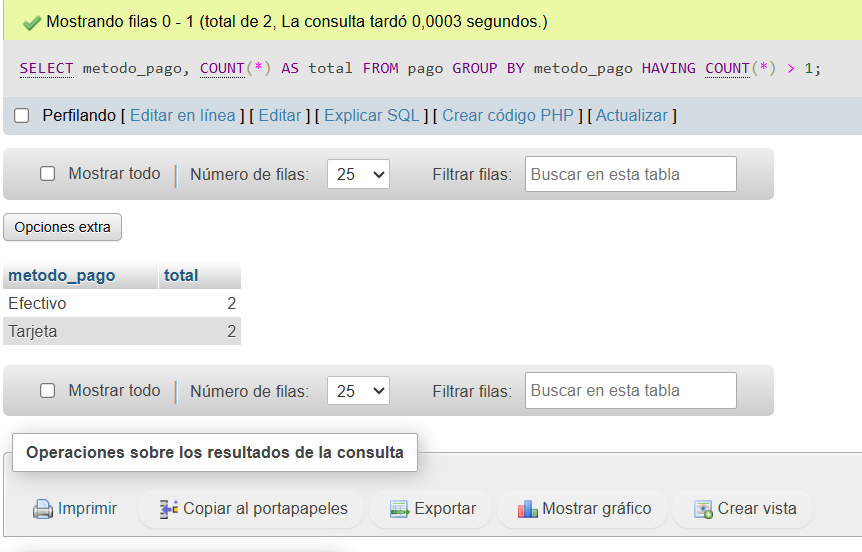 Mostrando filas 0 - 1 (total de 2, La consulta tardó 0,0003 segundos.)
SELECT metodo_pago, COUNT(*) AS total FROM pago GROUP BY metodo_pago HAVING COUNT(*) > 1;
Perfilando [ Editar en línea ] [ Editar ] [ Explicar SQL ] [ Crear código PHP ] [ Actualizar ]
Mostrar todo | Número de filas: 25 Filtrar filas: Buscar en esta tabla
Opciones extra
metodo_pago total
Efectivo 2
Tarjeta 2
Mostrar todo | Número de filas: 25 Filtrar filas: Buscar en esta tabla
Operaciones sobre los resultados de la consulta
Imprimir Copiar al portapapeles Exportar Mostrar gráfico Crear vista